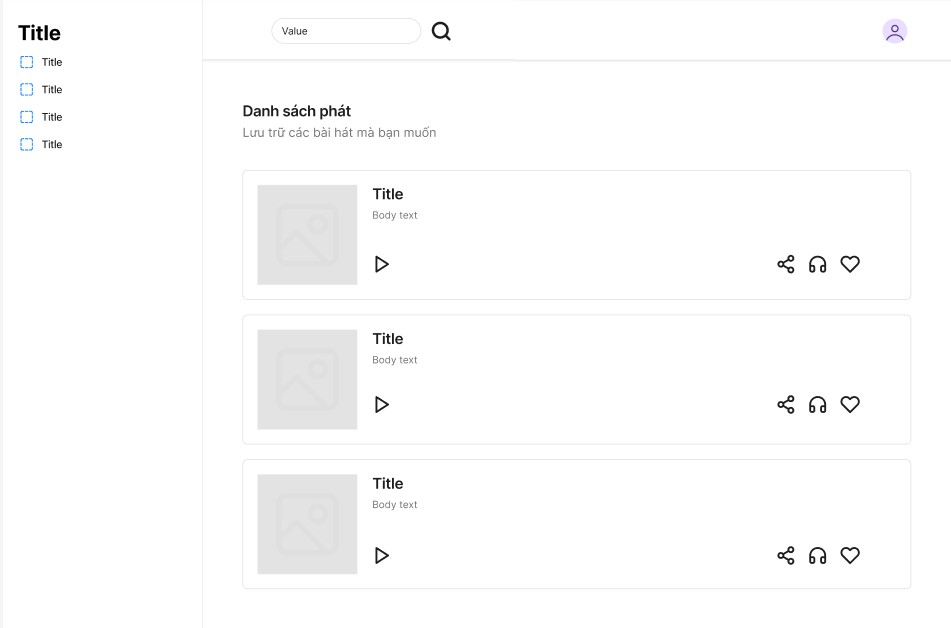 Title
Title
Title
Title
Title
Value
Danh sách phát
Lưu trữ các bài hát mà bạn muốn
Title
Body text
Title
Body text
Title
Body text